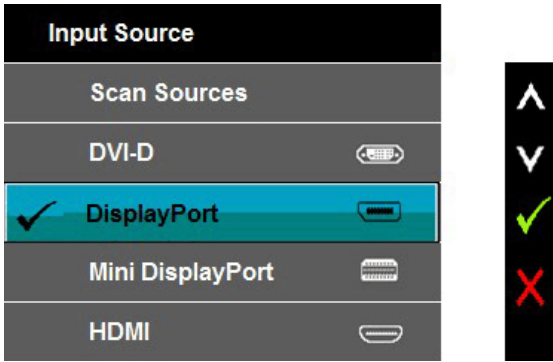 Input Source
Scan Sources
DVI-D
DisplayPort
Mini DisplayPort
HDMI